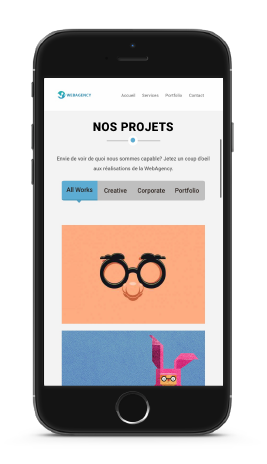 WEBAGENCY
Accueil Services Portfolio Contact
NOS PROJETS
Envie de voir de quoi vous sommes capable? Jetez un coup d'oeil
aux réalisations de la WebAgency.
All Works Creative Corporate Portfolio